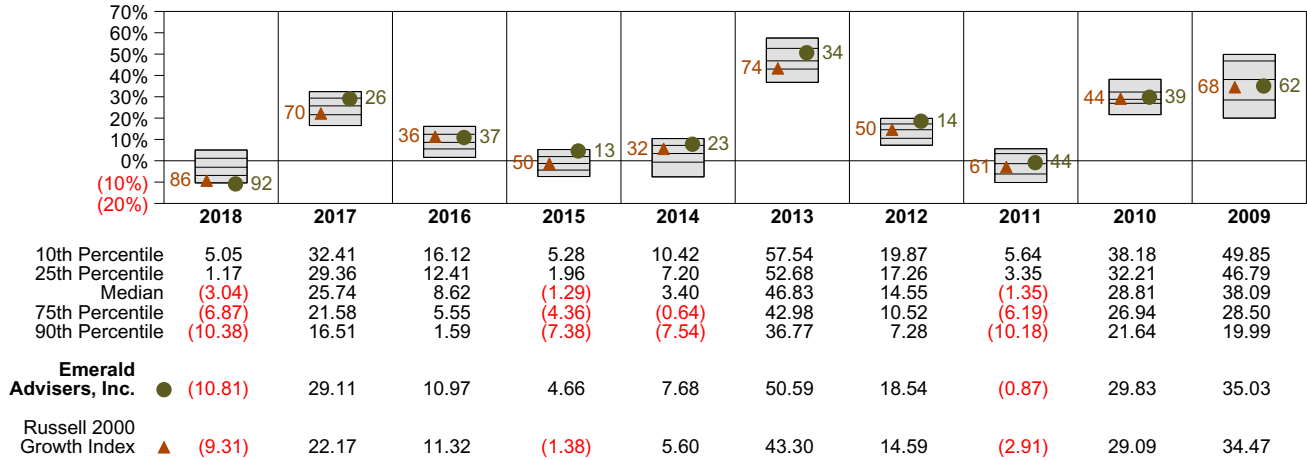 70%
60%
50%
40%
30%
20%
10%
0%
(10%)
(20%)
86 92
70 26
36 37
50 13
32 23
74 34
50 14
61 44
44 39
68 62
2018 2017 2016 2015 2014 2013 2012 2011 2010 2009
10th Percentile 5.05 32.41 16.12 5.28 10.42 57.54 19.87 5.64 38.18 49.85
25th Percentile 1.17 29.36 12.41 1.96 7.20 52.68 17.26 3.35 32.21 46.79
Median (3.04) 25.74 8.62 (1.29) 3.40 46.83 14.55 (1.35) 28.81 38.09
75th Percentile (6.87) 21.58 5.55 (4.36) (0.64) 42.98 10.52 (6.19) 26.94 28.50
90th Percentile (10.38) 16.51 1.59 (7.38) (7.54) 36.77 7.28 (10.18) 21.64 19.99
Emerald
Advisers, Inc. (10.81) 29.11 10.97 4.66 7.68 50.59 18.54 (0.87) 29.83 35.03
Russell 2000
Growth Index (9.31) 22.17 11.32 (1.38) 5.60 43.30 14.59 (2.91) 29.09 34.47